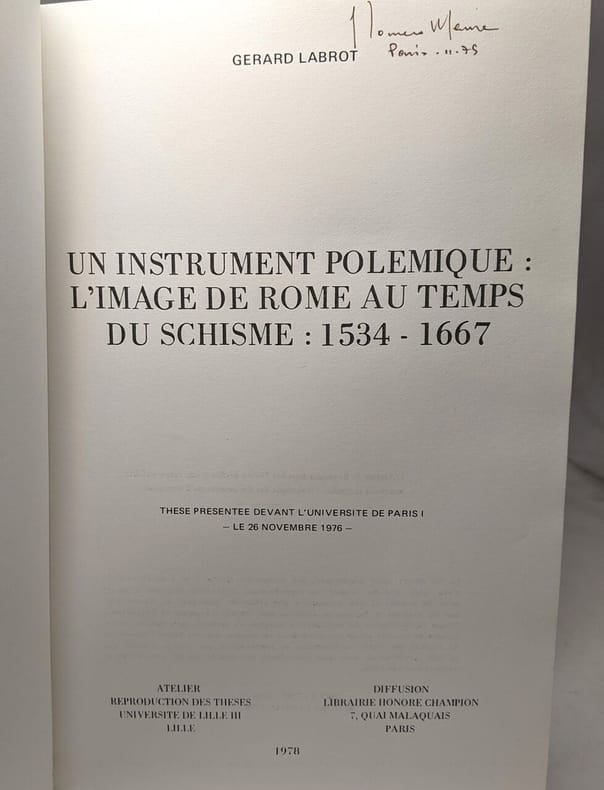 Paris . 11.79
GERARD LABROT
UN INSTRUMENT POLEMIQUE :
L'IMAGE DE ROME AU TEMPS
DU SCHISME : 1534 - 1667
THESE PRESENTEE DEVANT L'UNIVERSITE DE PARIS I
– LE 26 NOVEMBRE 1976 –
ATELIER
REPRODUCTION DES THESES
UNIVERSITE DE LILLE III
LILLE
DIFFUSION
LIBRAIRIE HONORE CHAMPION
7, QUAI MALAQUAIS
PARIS
1978